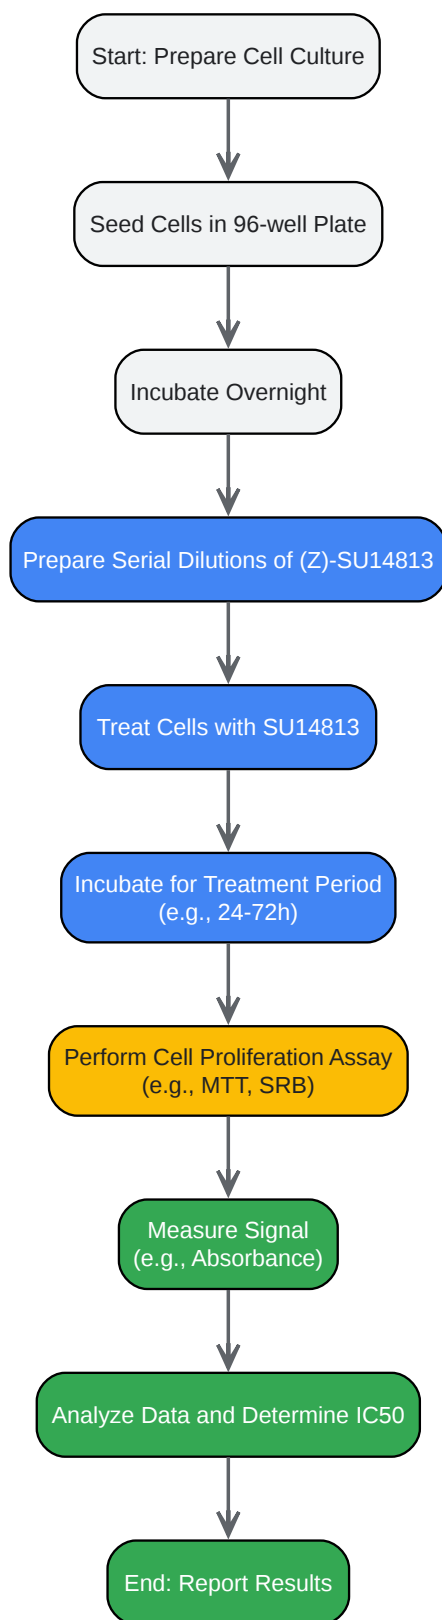 Start: Prepare Cell Culture
Seed Cells in 96-well Plate
Incubate Overnight
Prepare Serial Dilutions of (Z)-SU14813
Treat Cells with SU14813
Incubate for Treatment Period
(e.g., 24-72h)
Perform Cell Proliferation Assay
(e.g., MTT, SRB)
Measure Signal
(e.g., Absorbance)
Analyze Data and Determine IC50
End: Report Results